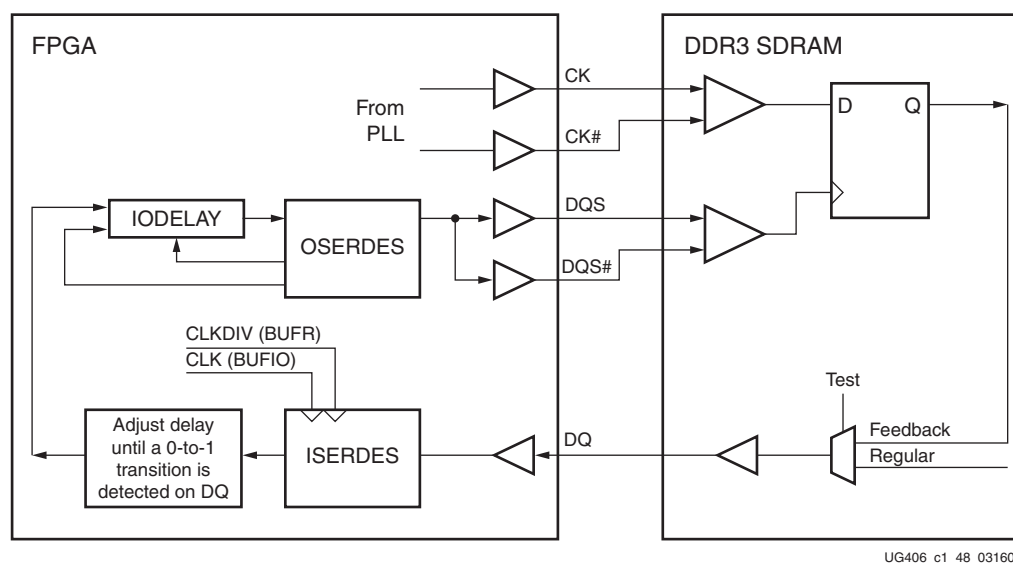 FPGA
DDR3 SDRAM
CK
From
PLL
CK#
D
Q
IODELAY
OSERDES
DQS
DQS#
CLKDIV (BUFR)
CLK (BUFIO)
Test
Adjust delay
until a 0-to-1
transition is
detected on DQ
ISERDES
DQ
Feedback
Regular
UG406_c1_48_03160